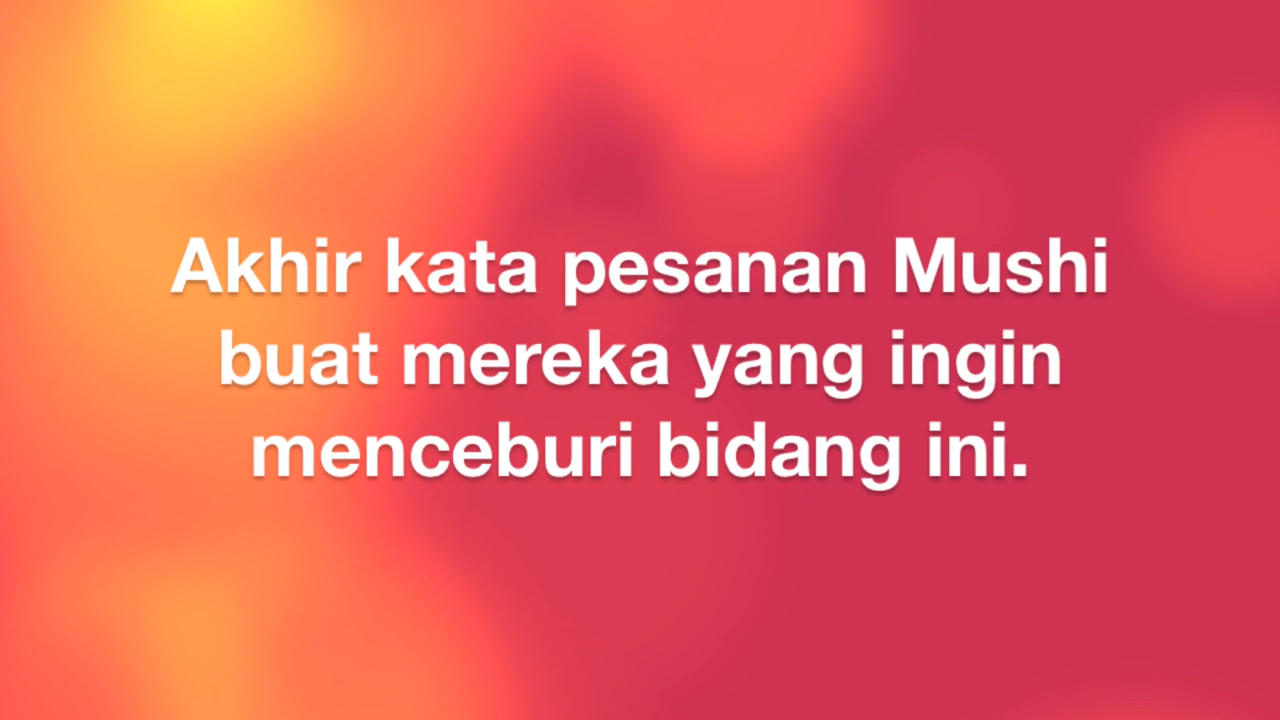 Akhir kata pesanan Mushi
buat mereka yang ingin
menceburi bidang ini.